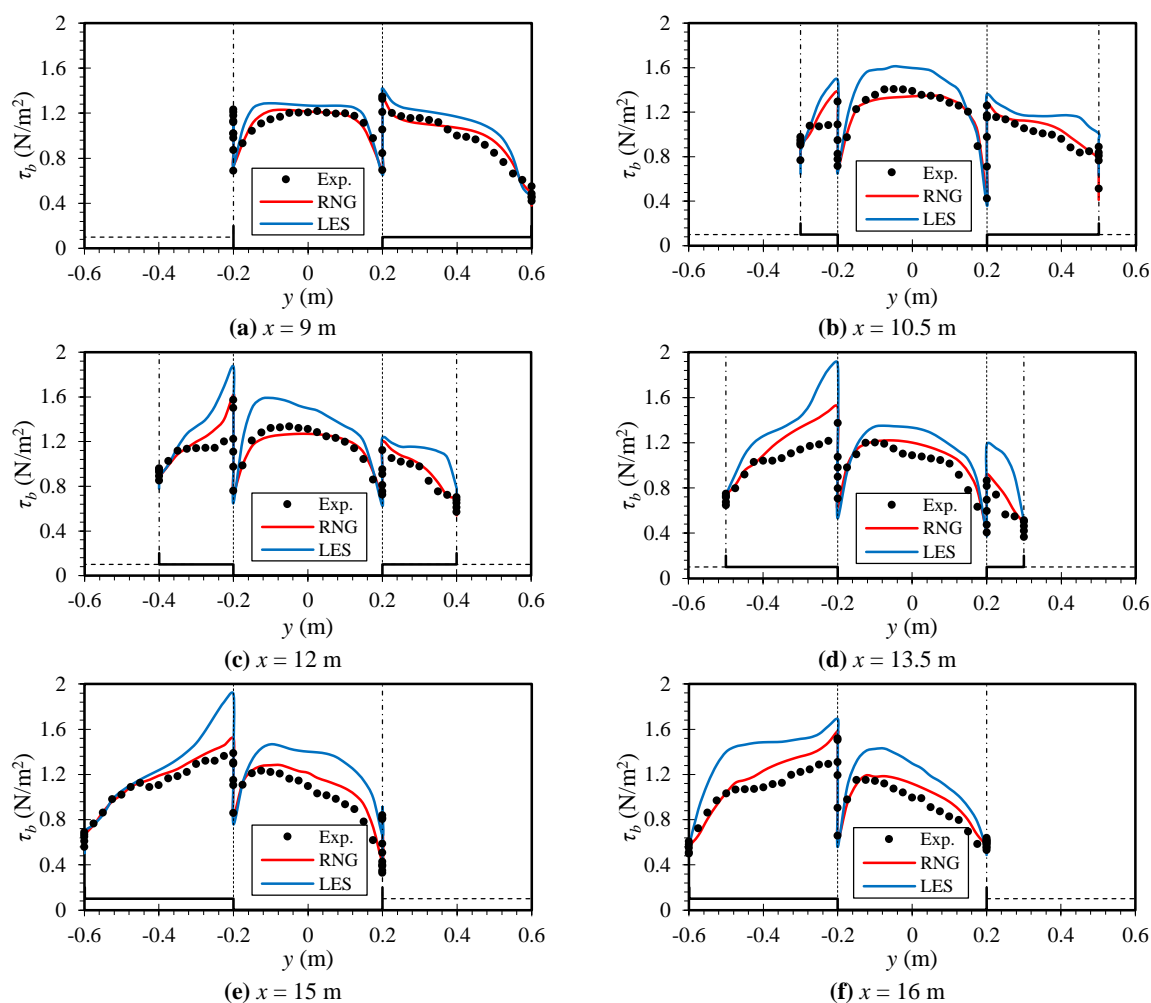 2
1.6
1.2
0.8
0.4
0
τb (N/m²)
Exp.
RNG
LES
-0.6 -0.4 -0.2 0 0.2 0.4 0.6
y (m)
(a) x = 9 m
2
1.6
1.2
0.8
0.4
0
τb (N/m²)
Exp.
RNG
LES
-0.6 -0.4 -0.2 0 0.2 0.4 0.6
y (m)
(b) x = 10.5 m
2
1.6
1.2
0.8
0.4
0
τb (N/m²)
Exp.
RNG
LES
-0.6 -0.4 -0.2 0 0.2 0.4 0.6
y (m)
(c) x = 12 m
2
1.6
1.2
0.8
0.4
0
τb (N/m²)
Exp.
RNG
LES
-0.6 -0.4 -0.2 0 0.2 0.4 0.6
y (m)
(d) x = 13.5 m
2
1.6
1.2
0.8
0.4
0
τb (N/m²)
Exp.
RNG
LES
-0.6 -0.4 -0.2 0 0.2 0.4 0.6
y (m)
(e) x = 15 m
2
1.6
1.2
0.8
0.4
0
τb (N/m²)
Exp.
RNG
LES
-0.6 -0.4 -0.2 0 0.2 0.4 0.6
y (m)
(f) x = 16 m